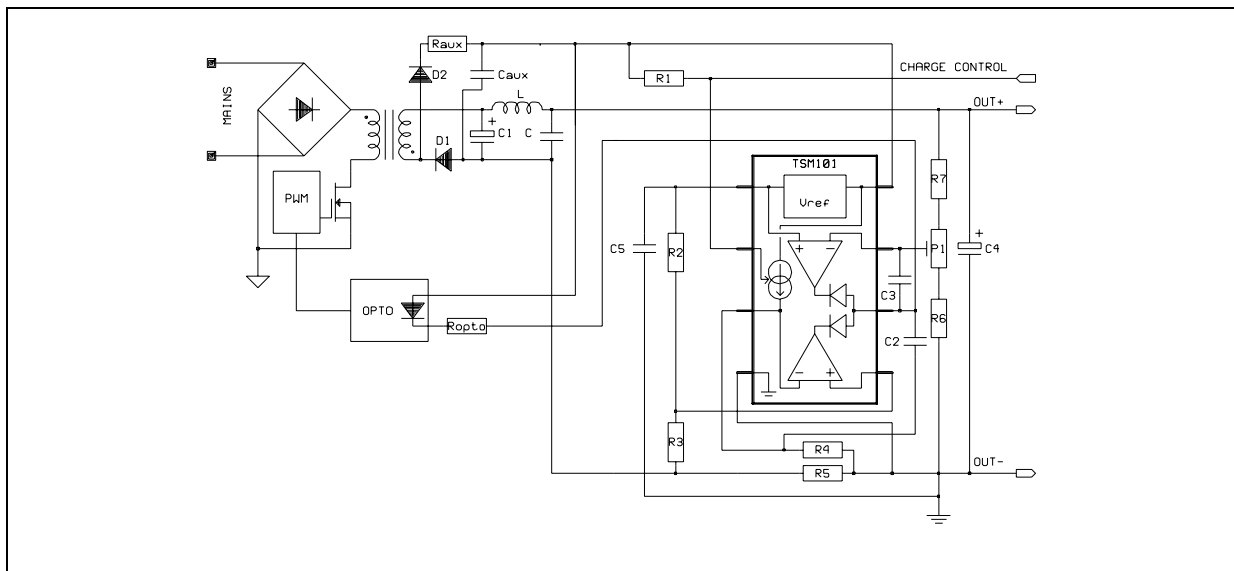 Raux
D2
Caux
R1
CHARGE CONTROL
MAINS
L
OUT+
C1
C
D1
TSM101
PWM
Vref
R7
C5
R2
P1
C4
C3
OPTO
R6
Ropto
C2
R3
R4
R5
OUT-